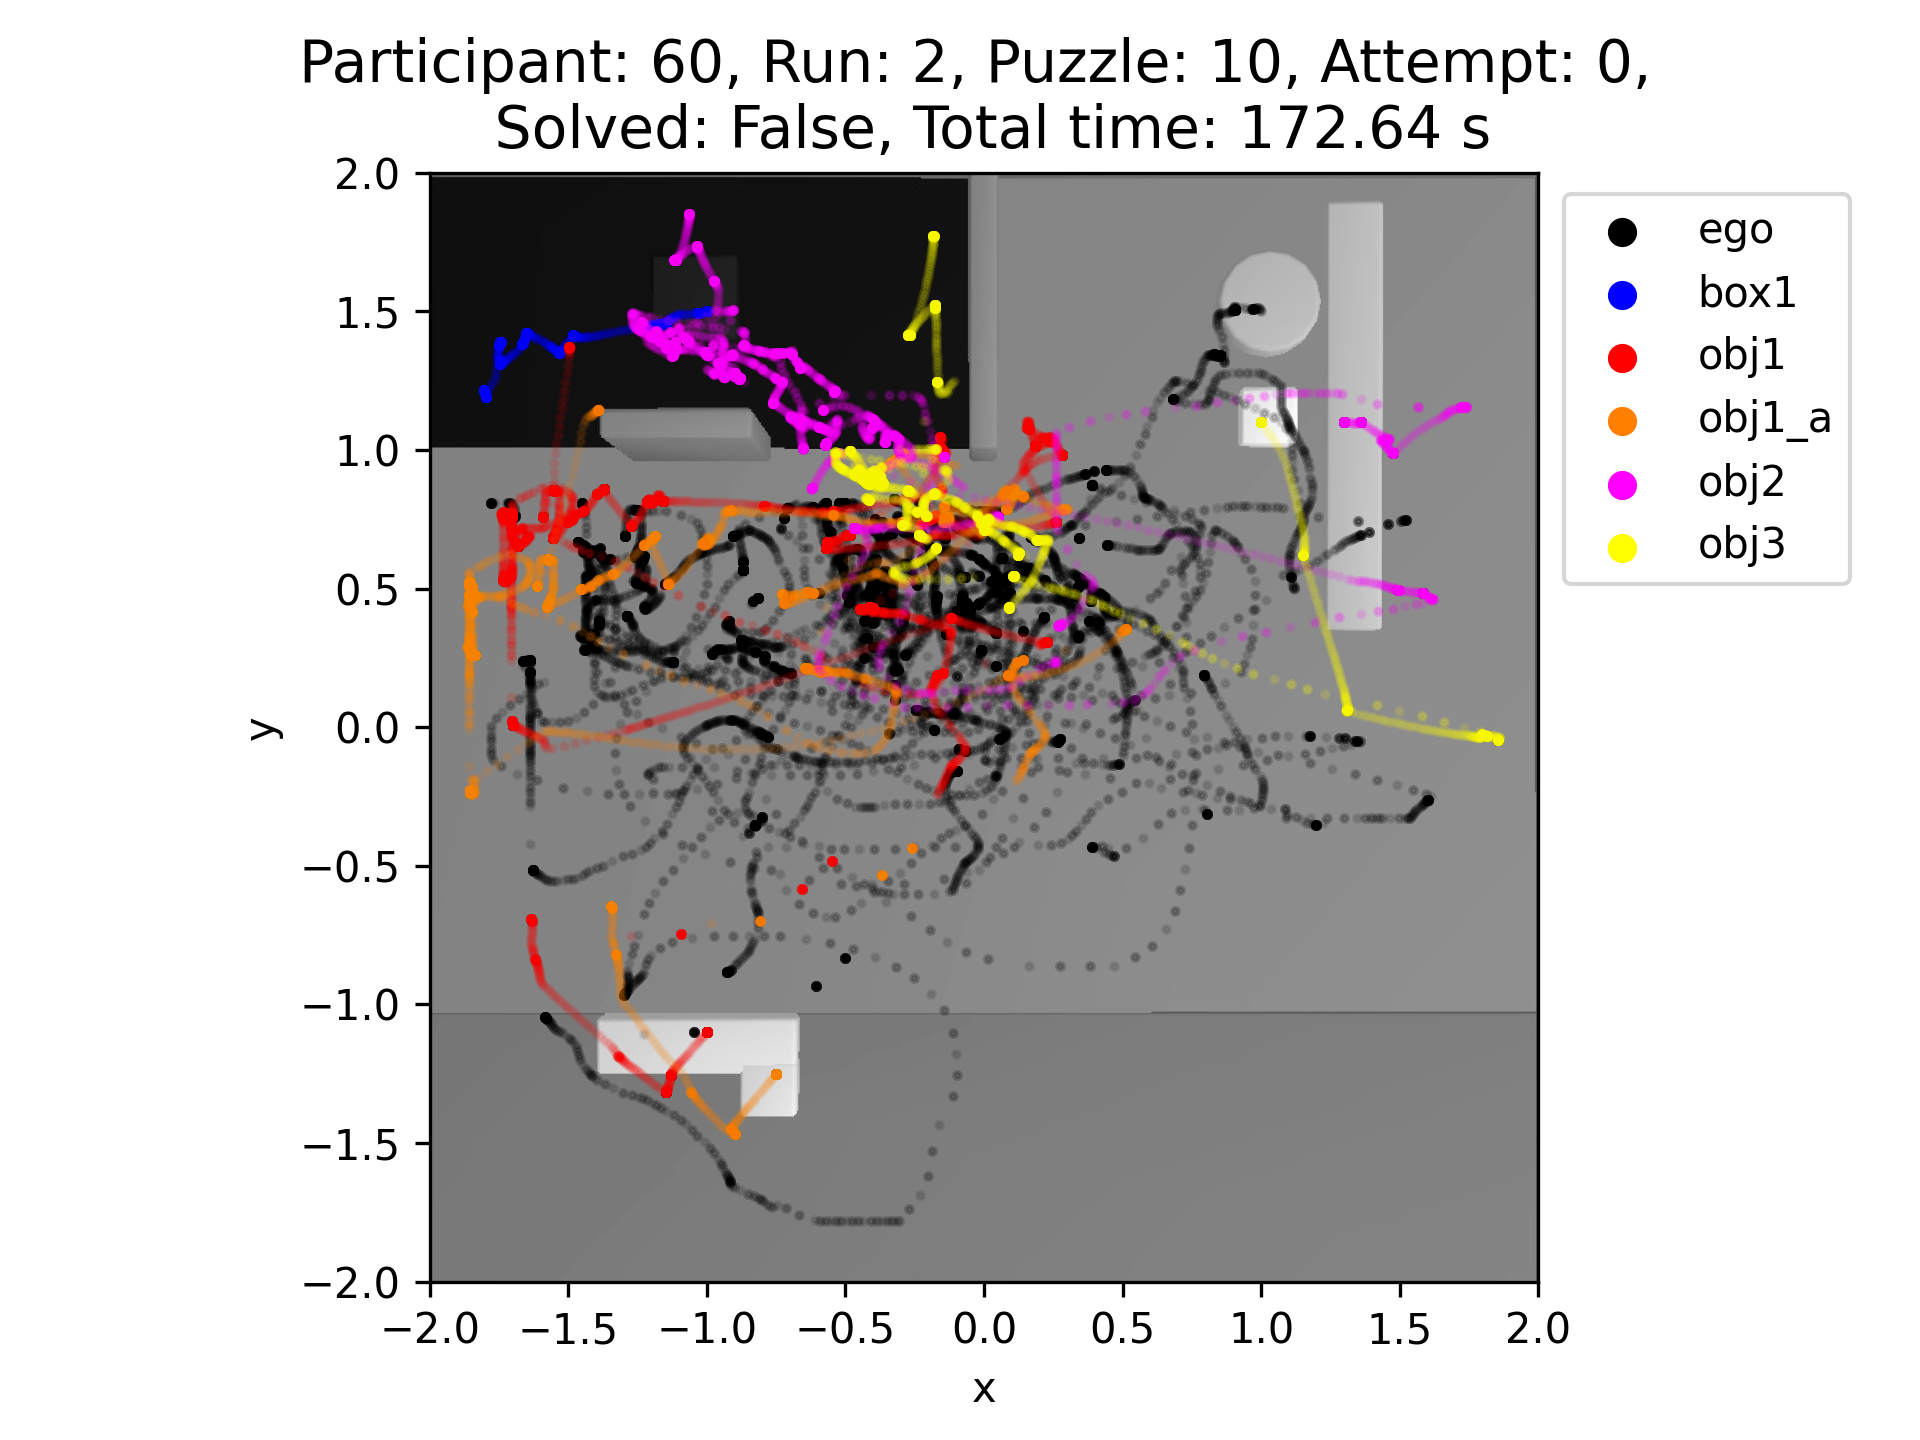 Participant: 60, Run: 2, Puzzle: 10, Attempt: 0,
Solved: False, Total time: 172.64 s
2.0
1.5
1.0
0.5
0.0
−0.5
−1.0
−1.5
−2.0
y
−2.0 −1.5 −1.0 −0.5 0.0 0.5 1.0 1.5 2.0
x
ego
box1
obj1
obj1_a
obj2
obj3